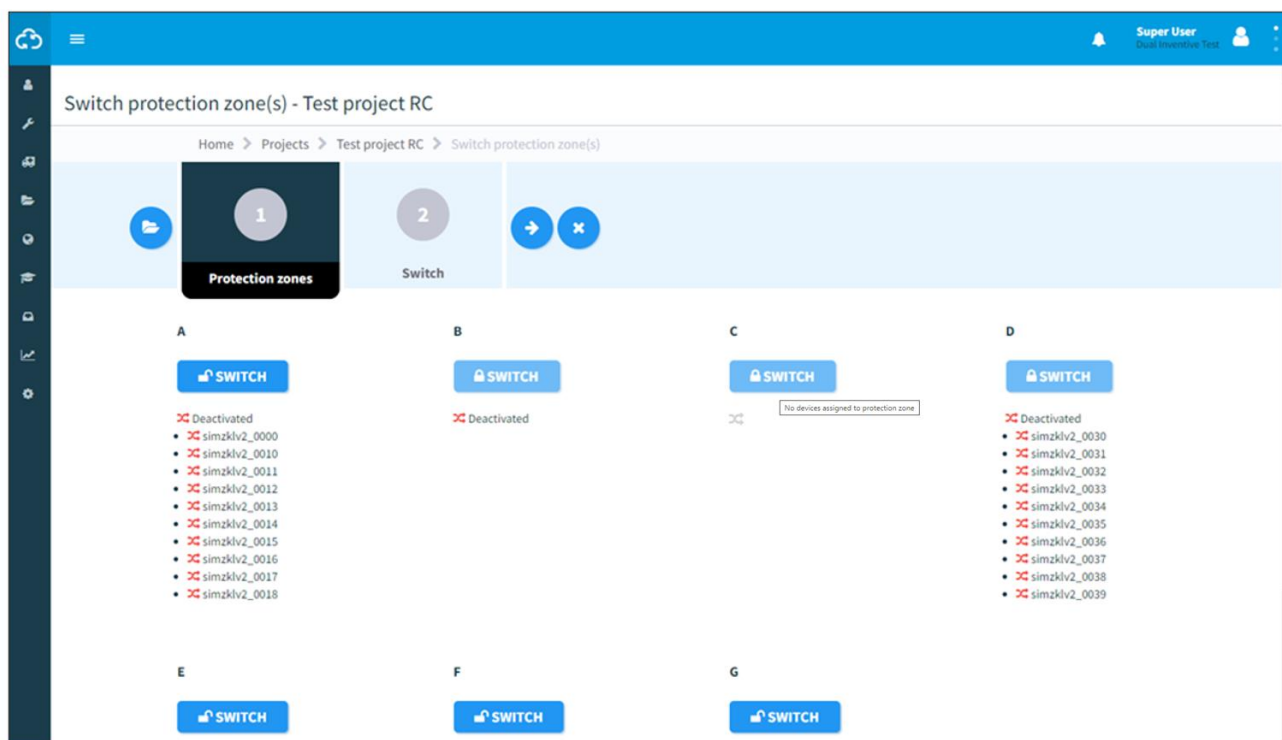 Super User
Dual Inventive Test
Switch protection zone(s) - Test project RC
Home Projects Test project RC Switch protection zone(s)
1
2
Protection zones
Switch
A
SWITCH
Deactivated
simzklv2_0000
simzklv2_0010
simzklv2_0011
simzklv2_0012
simzklv2_0013
simzklv2_0014
simzklv2_0015
simzklv2_0016
simzklv2_0017
simzklv2_0018
B
SWITCH
Deactivated
C
SWITCH
No devices assigned to protection zone
D
SWITCH
Deactivated
simzklv2_0030
simzklv2_0031
simzklv2_0032
simzklv2_0033
simzklv2_0034
simzklv2_0035
simzklv2_0036
simzklv2_0037
simzklv2_0038
simzklv2_0039
E
SWITCH
F
SWITCH
G
SWITCH